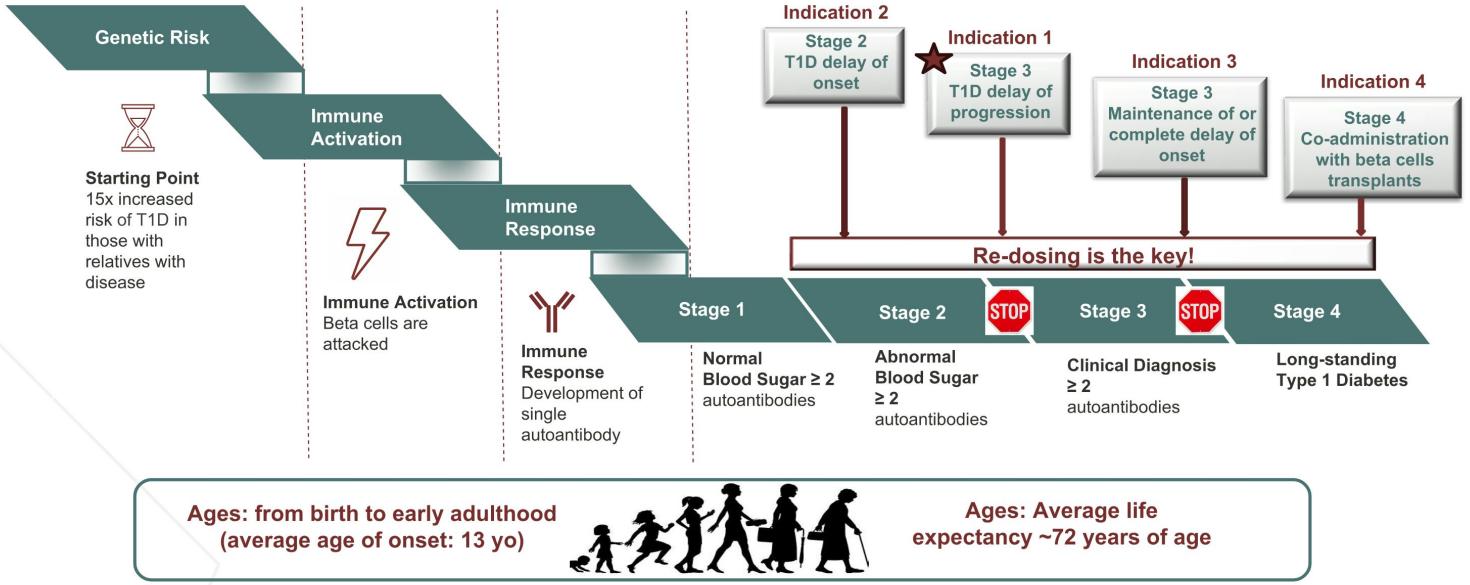 Genetic Risk
Starting Point
15x increased
risk of T1D in
those with
relatives with
disease
Immune
Activation
Immune Activation
Beta cells are
attacked
Immune
Response
Immune
Response
Development of
single
autoantibody
Indication 2
Stage 2
T1D delay of
onset
Indication 1
Stage 3
T1D delay of
progression
Indication 3
Stage 3
Maintenance of or
complete delay of
onset
Indication 4
Stage 4
Co-administration
with beta cells
transplants
Re-dosing is the key!
Stage 1
Stage 2
STOP
Stage 3
STOP
Stage 4
Normal
Blood Sugar ≥ 2
autoantibodies
Abnormal
Blood Sugar
≥ 2
autoantibodies
Clinical Diagnosis
≥ 2
autoantibodies
Long-standing
Type 1 Diabetes
Ages: from birth to early adulthood
(average age of onset: 13 yo)
Ages: Average life
expectancy ~72 years of age